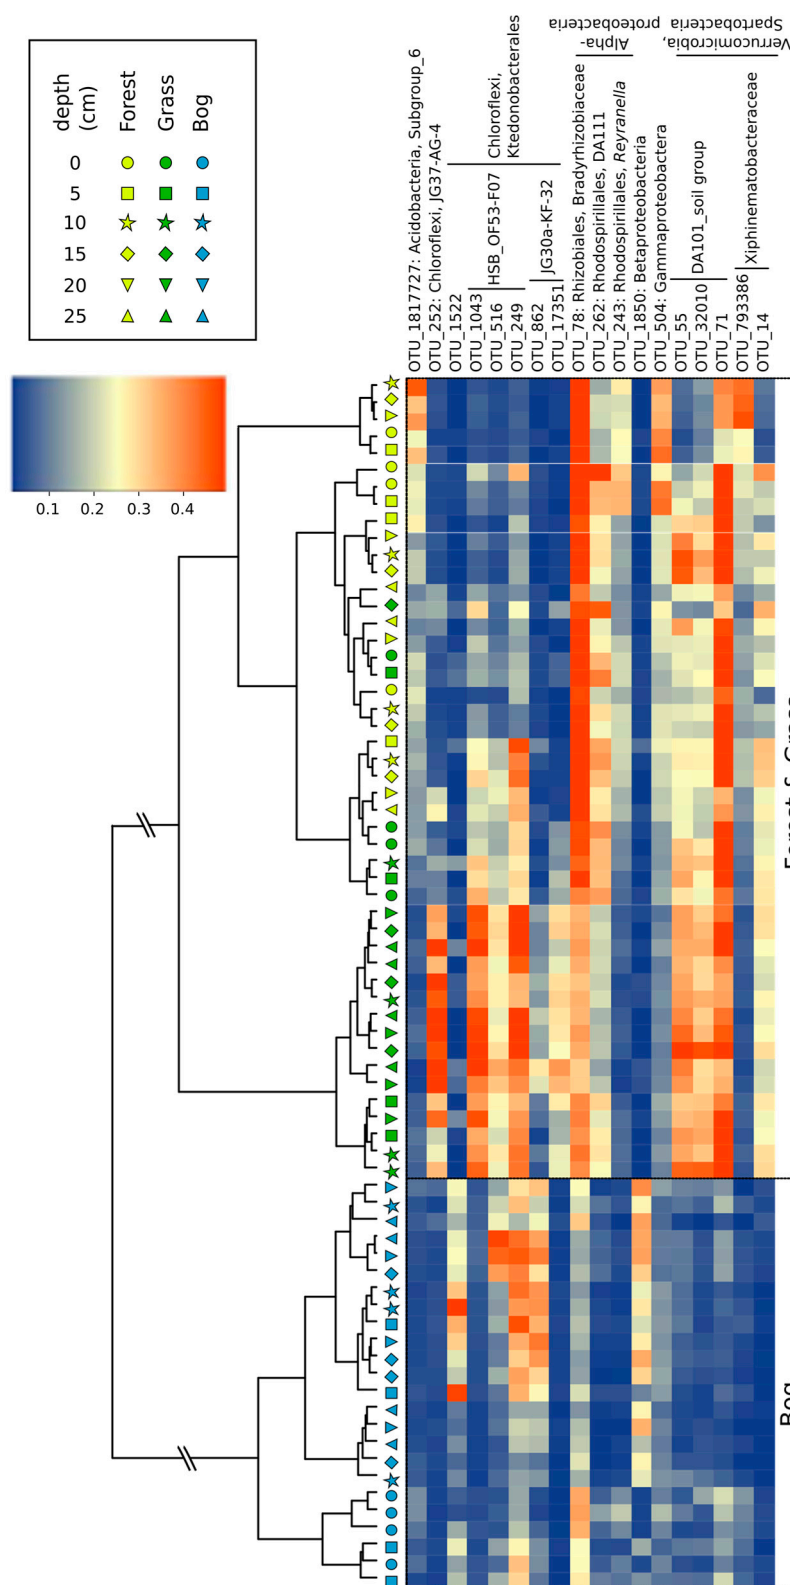 depth
(cm)
Forest
Grass
Bog
0
5
10
15
20
25
0.1 0.2 0.3 0.4
OTU_1817727: Acidobacteria, Subgroup_6
OTU_252: Chloroflexi, JG37-AG-4
OTU_1522
OTU_1043
OTU_516
OTU_249
HSB_OF53-F07
OTU_862
OTU_17351
JG30a-KF-32
Chloroflexi,
Ktedonobacterales
OTU_78: Rhizobiales, Bradyrhizobiaceae
OTU_262: Rhodospirillales, DA111
OTU_243: Rhodospirillales, Reyranella
Alpha-
proteobacteria
OTU_1850: Betaproteobacteria
OTU_504: Gammaproteobactera
OTU_55
OTU_32010
OTU_71
DA101_soil group
OTU_793386
OTU_14
Xiphinematobacteraceae
Verrucomicrobia,
Spartobacteria
Forest & Grass
Bog